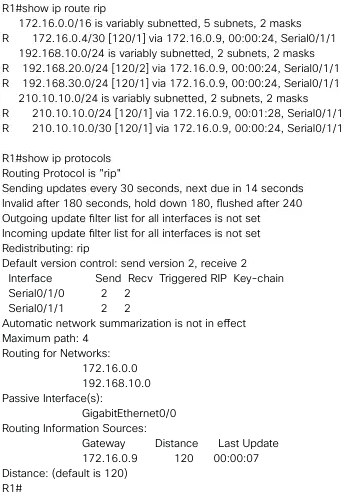 R1#show ip route rip
172.16.0.0/16 is variably subnetted, 5 subnets, 2 masks
R 172.16.0.4/30 [120/1] via 172.16.0.9, 00:00:24, Serial0/1/1
192.168.10.0/24 is variably subnetted, 2 subnets, 2 masks
R 192.168.20.0/24 [120/2] via 172.16.0.9, 00:00:24, Serial0/1/1
R 192.168.30.0/24 [120/1] via 172.16.0.9, 00:00:24, Serial0/1/1
210.10.10.0/24 is variably subnetted, 2 subnets, 2 masks
R 210.10.10.0/24 [120/1] via 172.16.0.9, 00:01:28, Serial0/1/1
R 210.10.10.0/30 [120/1] via 172.16.0.9, 00:00:24, Serial0/1/1
R1#show ip protocols
Routing Protocol is "rip"
Sending updates every 30 seconds, next due in 14 seconds
Invalid after 180 seconds, hold down 180, flushed after 240
Outgoing update filter list for all interfaces is not set
Incoming update filter list for all interfaces is not set
Redistributing: rip
Default version control: send version 2, receive 2
Interface Send Recv Triggered RIP Key-chain
Serial0/1/0 2 2
Serial0/1/1 2 2
Automatic network summarization is not in effect
Maximum path: 4
Routing for Networks:
172.16.0.0
192.168.10.0
Passive Interface(s):
GigabitEthernet0/0
Routing Information Sources:
Gateway Distance Last Update
172.16.0.9 120 00:00:07
Distance: (default is 120)
R1#